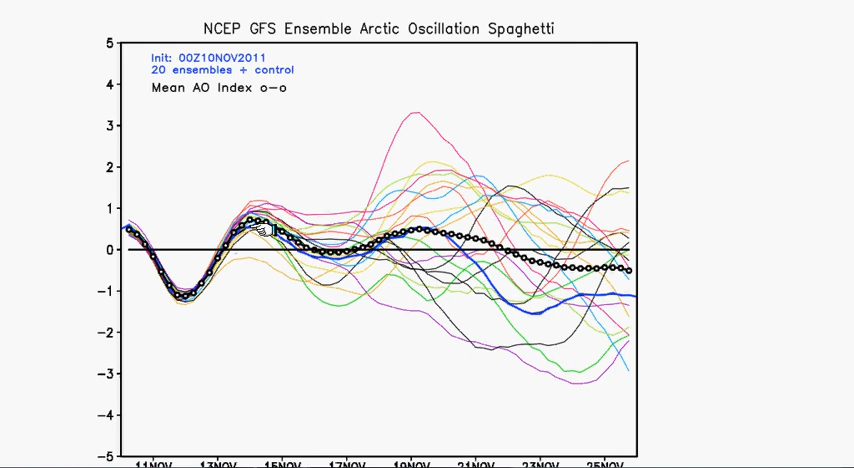 NCEP GFS Ensemble Arctic Oscillation Spaghetti
Init: 00Z10NOV2011
20 ensembles + control
Mean AO Index o—o
5
4
3
2
1
0
−1
−2
−3
−4
−5
11NOV 13NOV 15NOV 17NOV 19NOV 21NOV 23NOV 25NOV